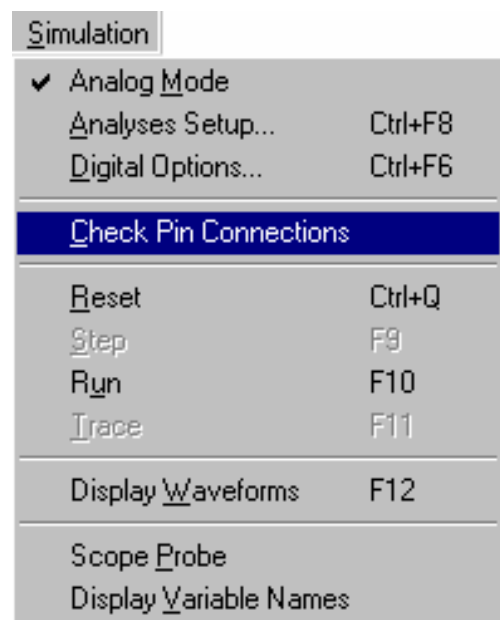 Simulation
✓ Analog Mode
Analyses Setup... Ctrl+F8
Digital Options... Ctrl+F6
Check Pin Connections
Reset Ctrl+Q
Step F9
Run F10
Trace F11
Display Waveforms F12
Scope Probe
Display Variable Names